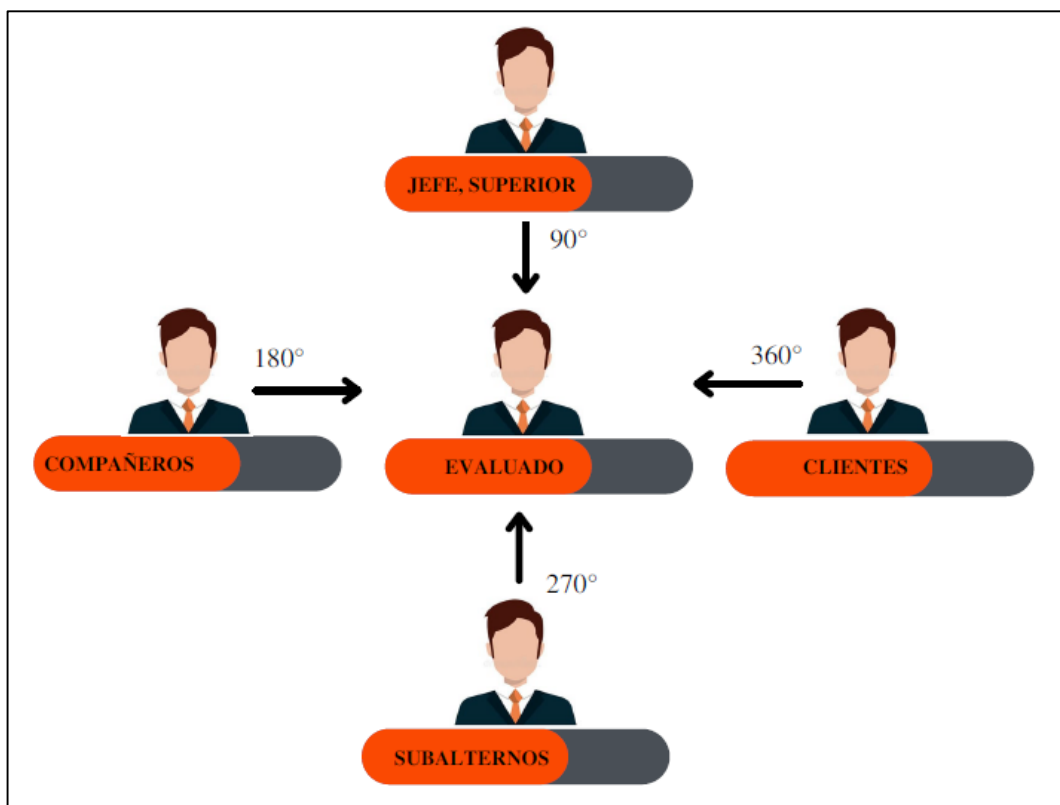 JEFE, SUPERIOR
90°
180°
360°
COMPAÑEROS
EVALUADO
CLIENTES
270°
SUBALTERNOS